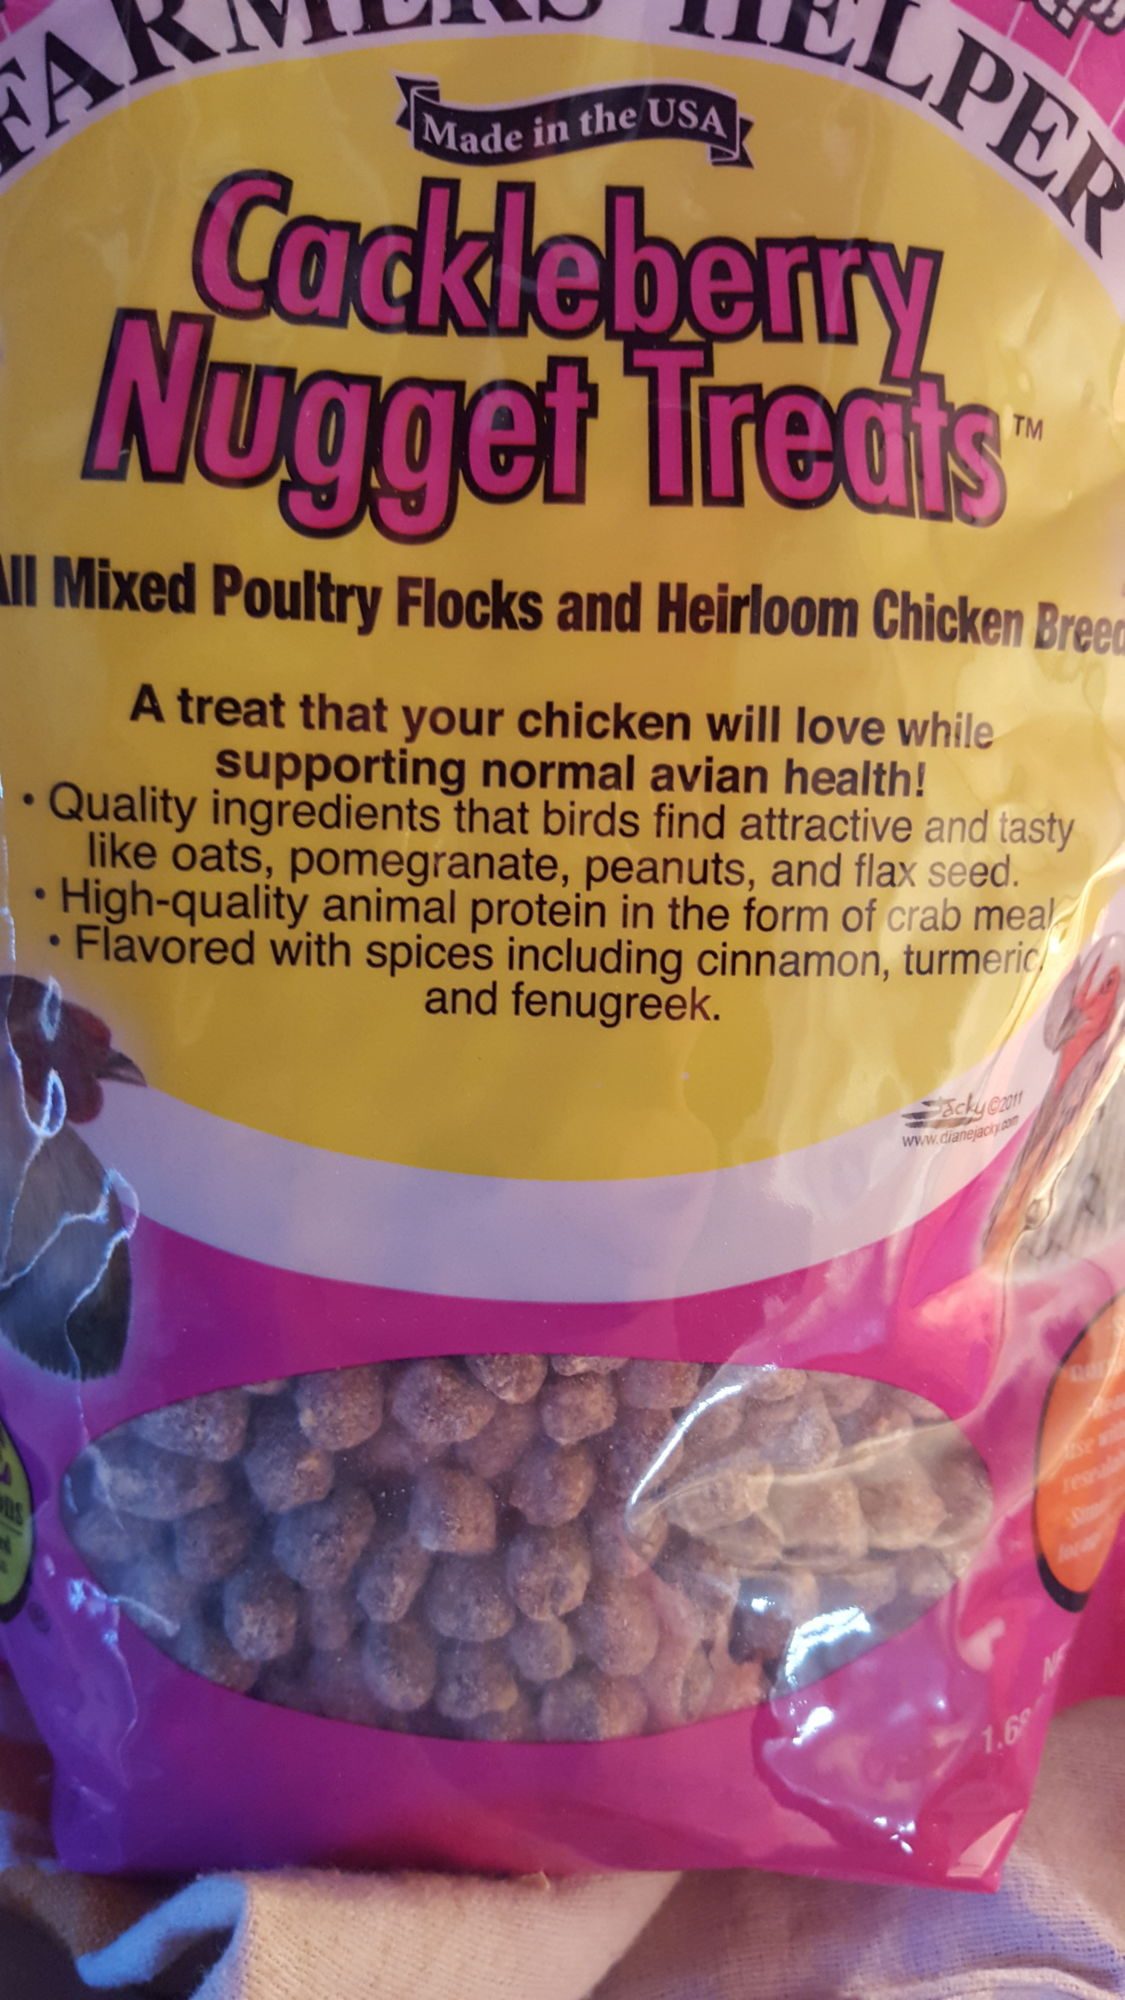 FARMERS HELPER
Made in the USA
Cackleberry
Nugget Treats™
All Mixed Poultry Flocks and Heirloom Chicken Breed
A treat that your chicken will love while
supporting normal avian health!
• Quality ingredients that birds find attractive and tasty
like oats, pomegranate, peanuts, and flax seed.
• High-quality animal protein in the form of crab meal.
• Flavored with spices including cinnamon, turmeric,
and fenugreek.
Jacky ©2011
www.dianejacky.com
use